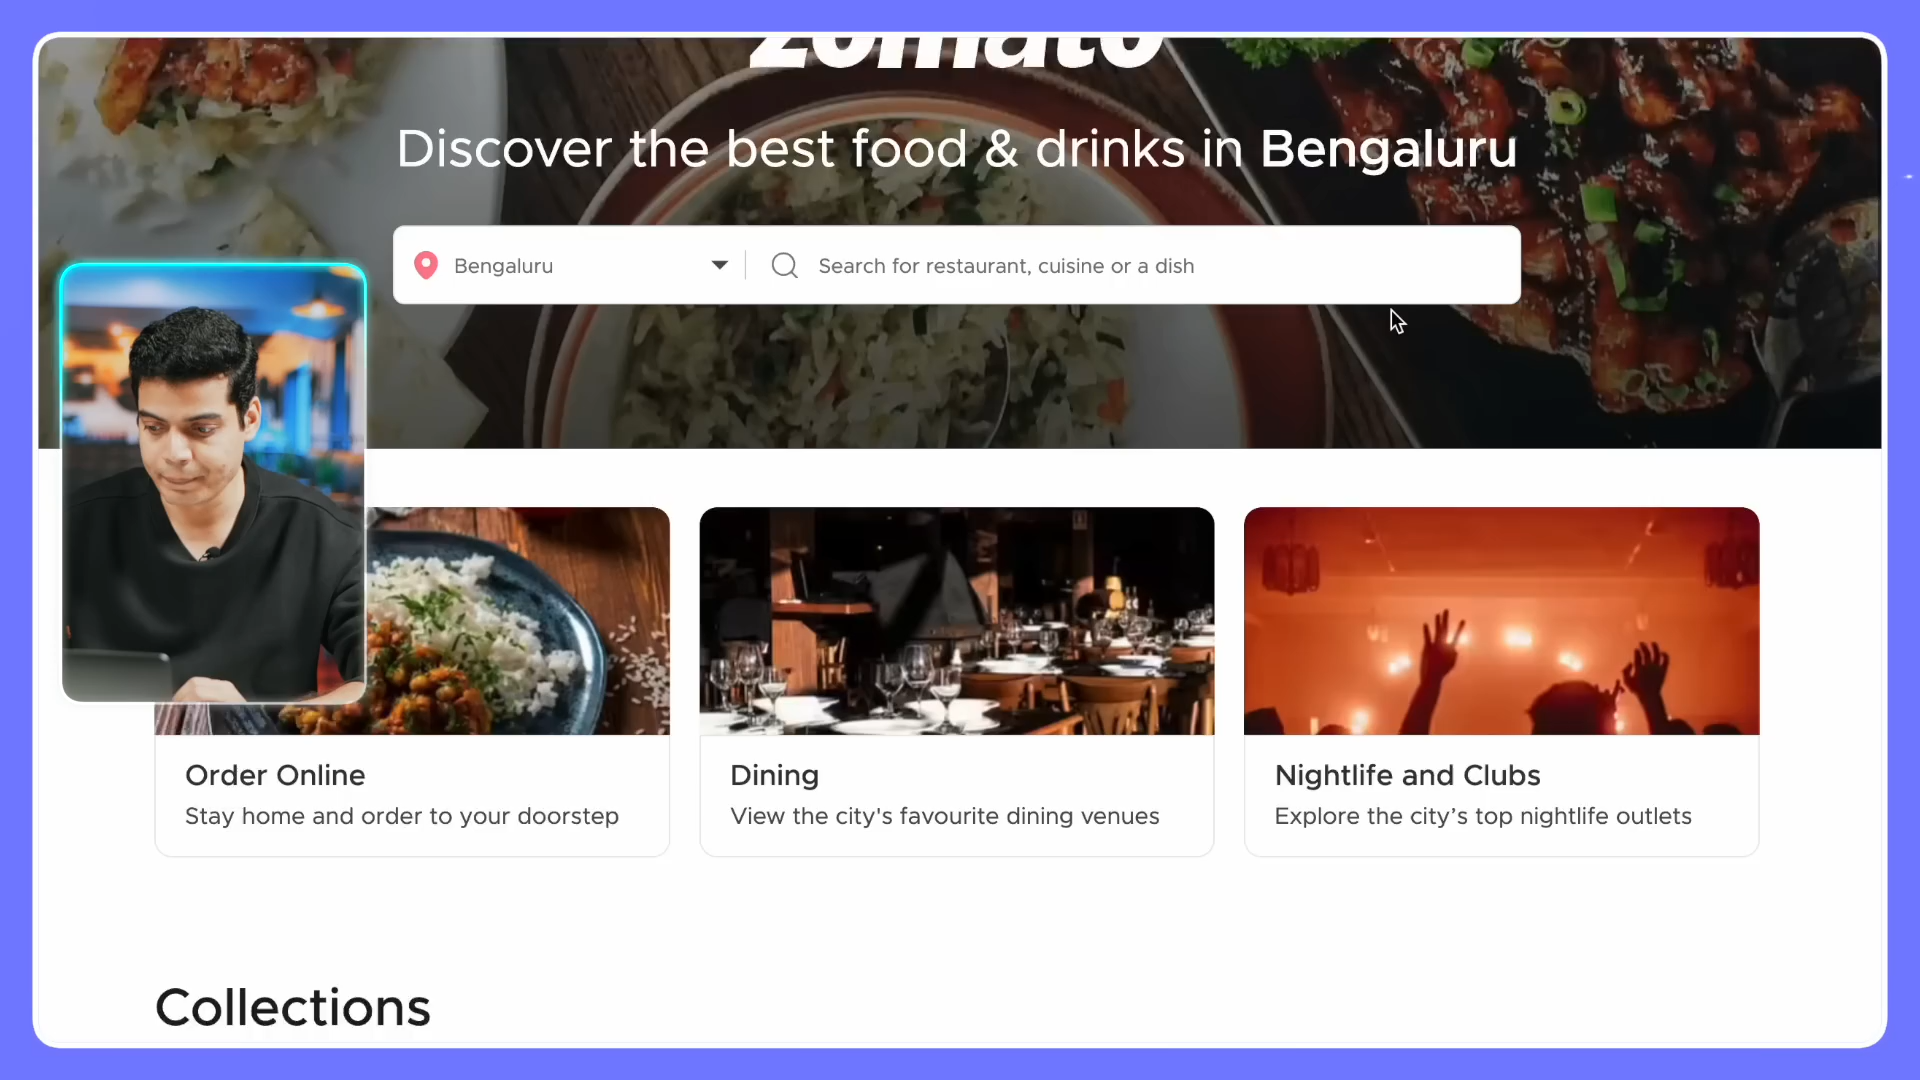 zomato
Discover the best food & drinks in Bengaluru
Bengaluru
Search for restaurant, cuisine or a dish
Order Online
Stay home and order to your doorstep
Dining
View the city's favourite dining venues
Nightlife and Clubs
Explore the city’s top nightlife outlets
Collections